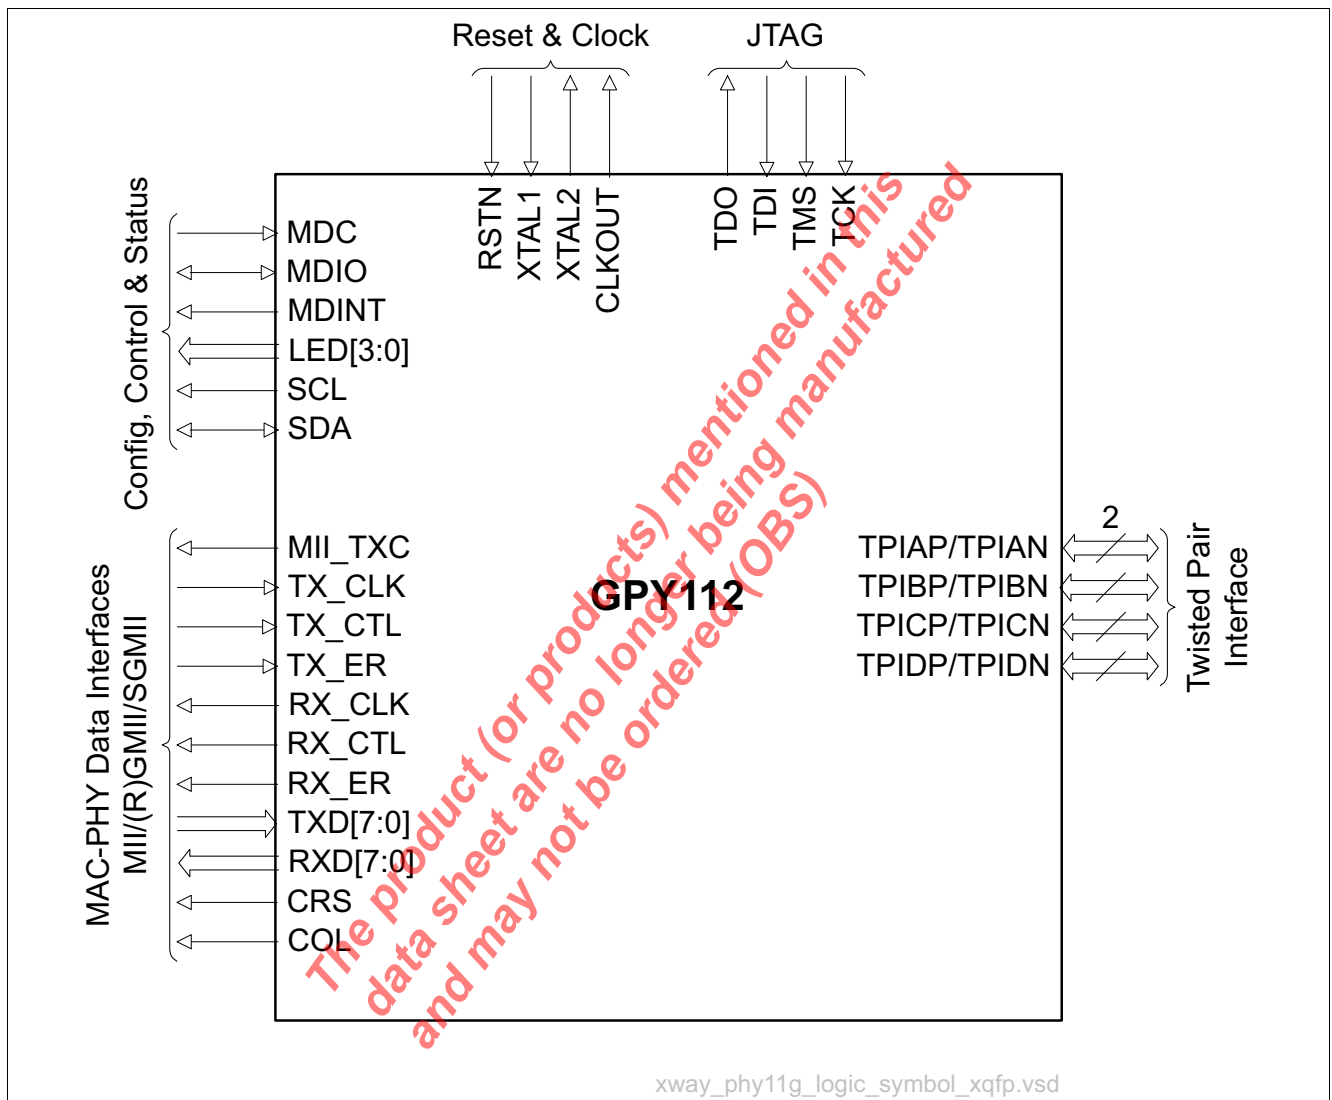 Reset & Clock
JTAG
RSTN
XTAL1
XTAL2
CLKOUT
TDO
TDI
TMS
TCK
Config, Control & Status
MDC
MDIO
MDINT
LED[3:0]
SCL
SDA
MAC-PHY Data Interfaces
MII/(R)GMII/SGMII
MII_TXC
TX_CLK
TX_CTL
TX_ER
RX_CLK
RX_CTL
RX_ER
TXD[7:0]
RXD[7:0]
CRS
COL
GPY112
2
TPIAP/TPIAN
TPIBP/TPIBN
TPICP/TPICN
TPIDP/TPIDN
Twisted Pair
Interface
The product (or products) mentioned in this
data sheet are no longer being manufactured
and may not be ordered (OBS)
xway_phy11g_logic_symbol_xqfp.vsd